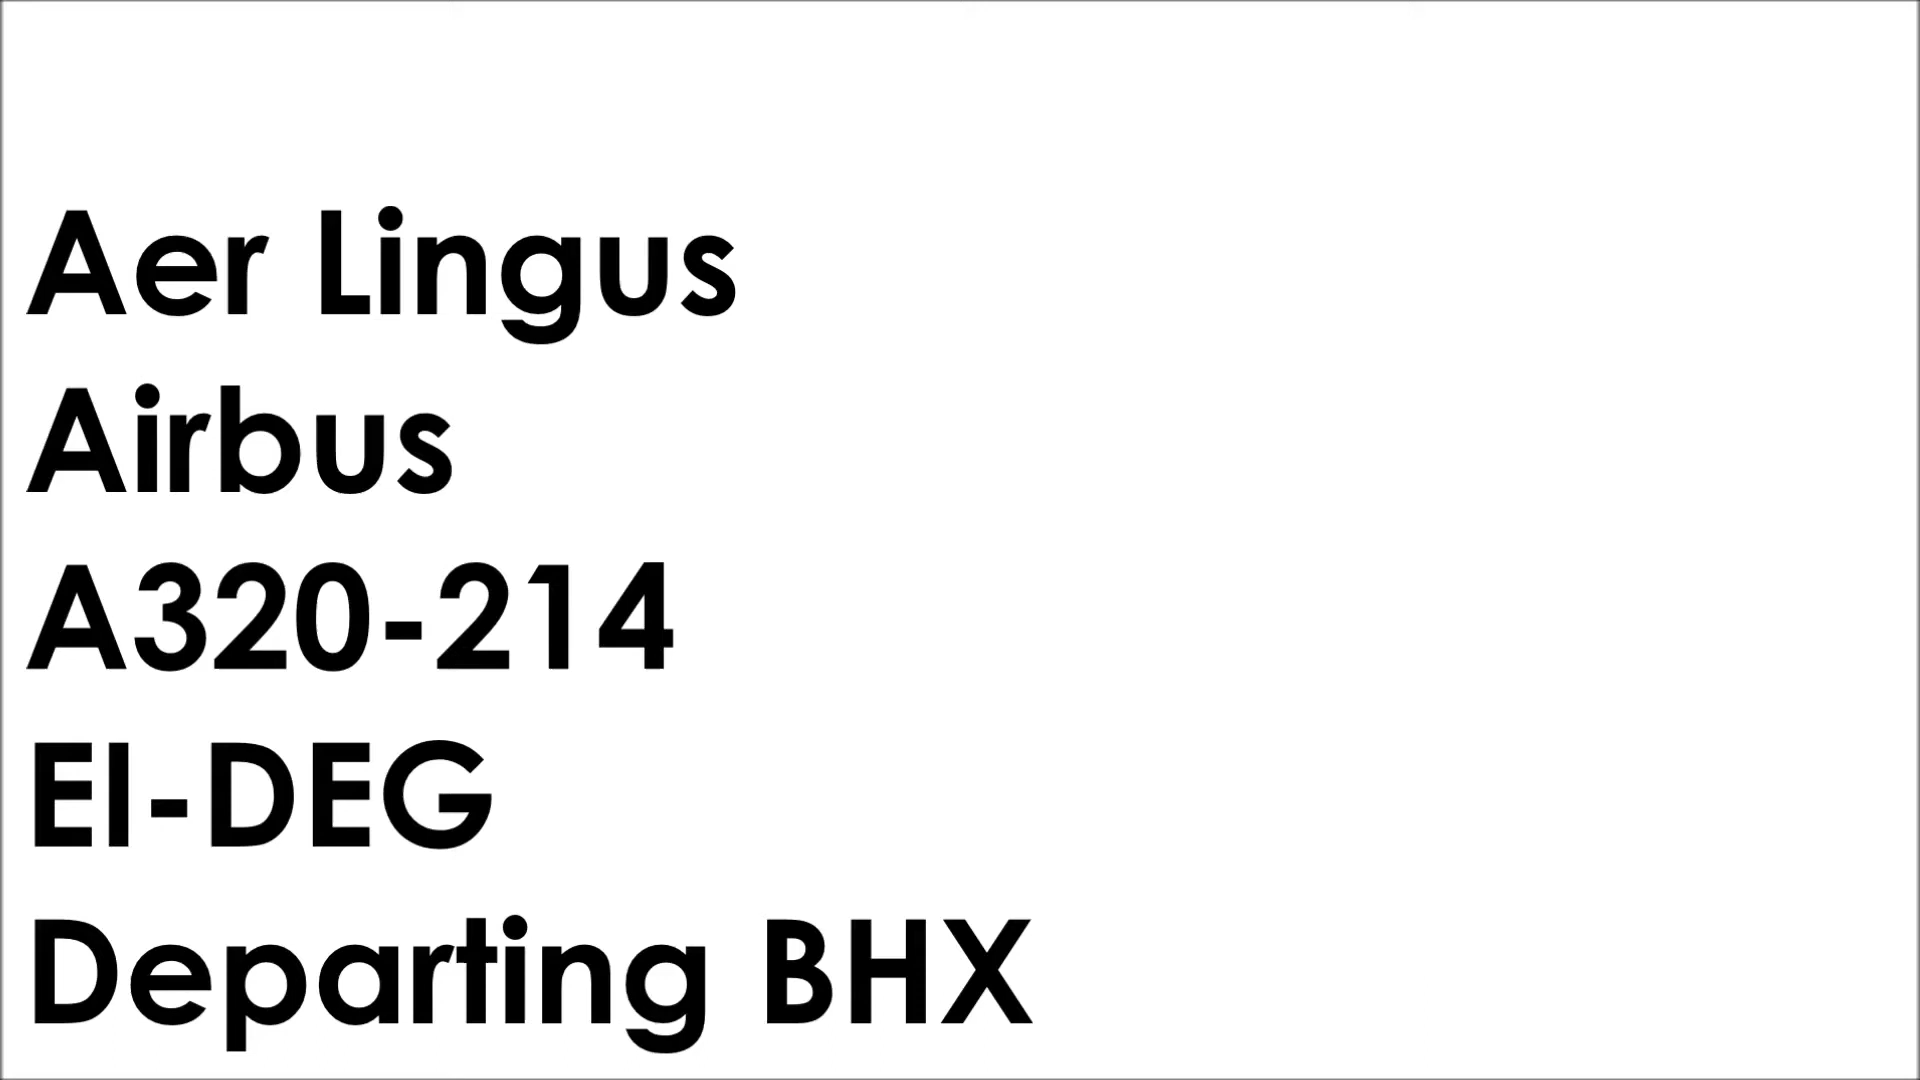 Aer Lingus
Airbus
A320-214
EI-DEG
Departing BHX